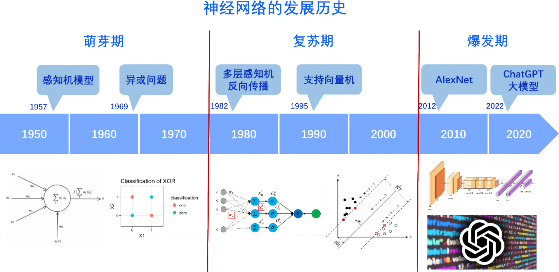 神经网络的发展历史
萌芽期
复苏期
爆发期
感知机模型
异或问题
多层感知机
反向传播
支持向量机
AlexNet
ChatGPT
大模型
1957
1969
1982
1995
2012
2022
1950
1960
1970
1980
1990
2000
2010
2020
Classification of XOR
classification
X2
X1